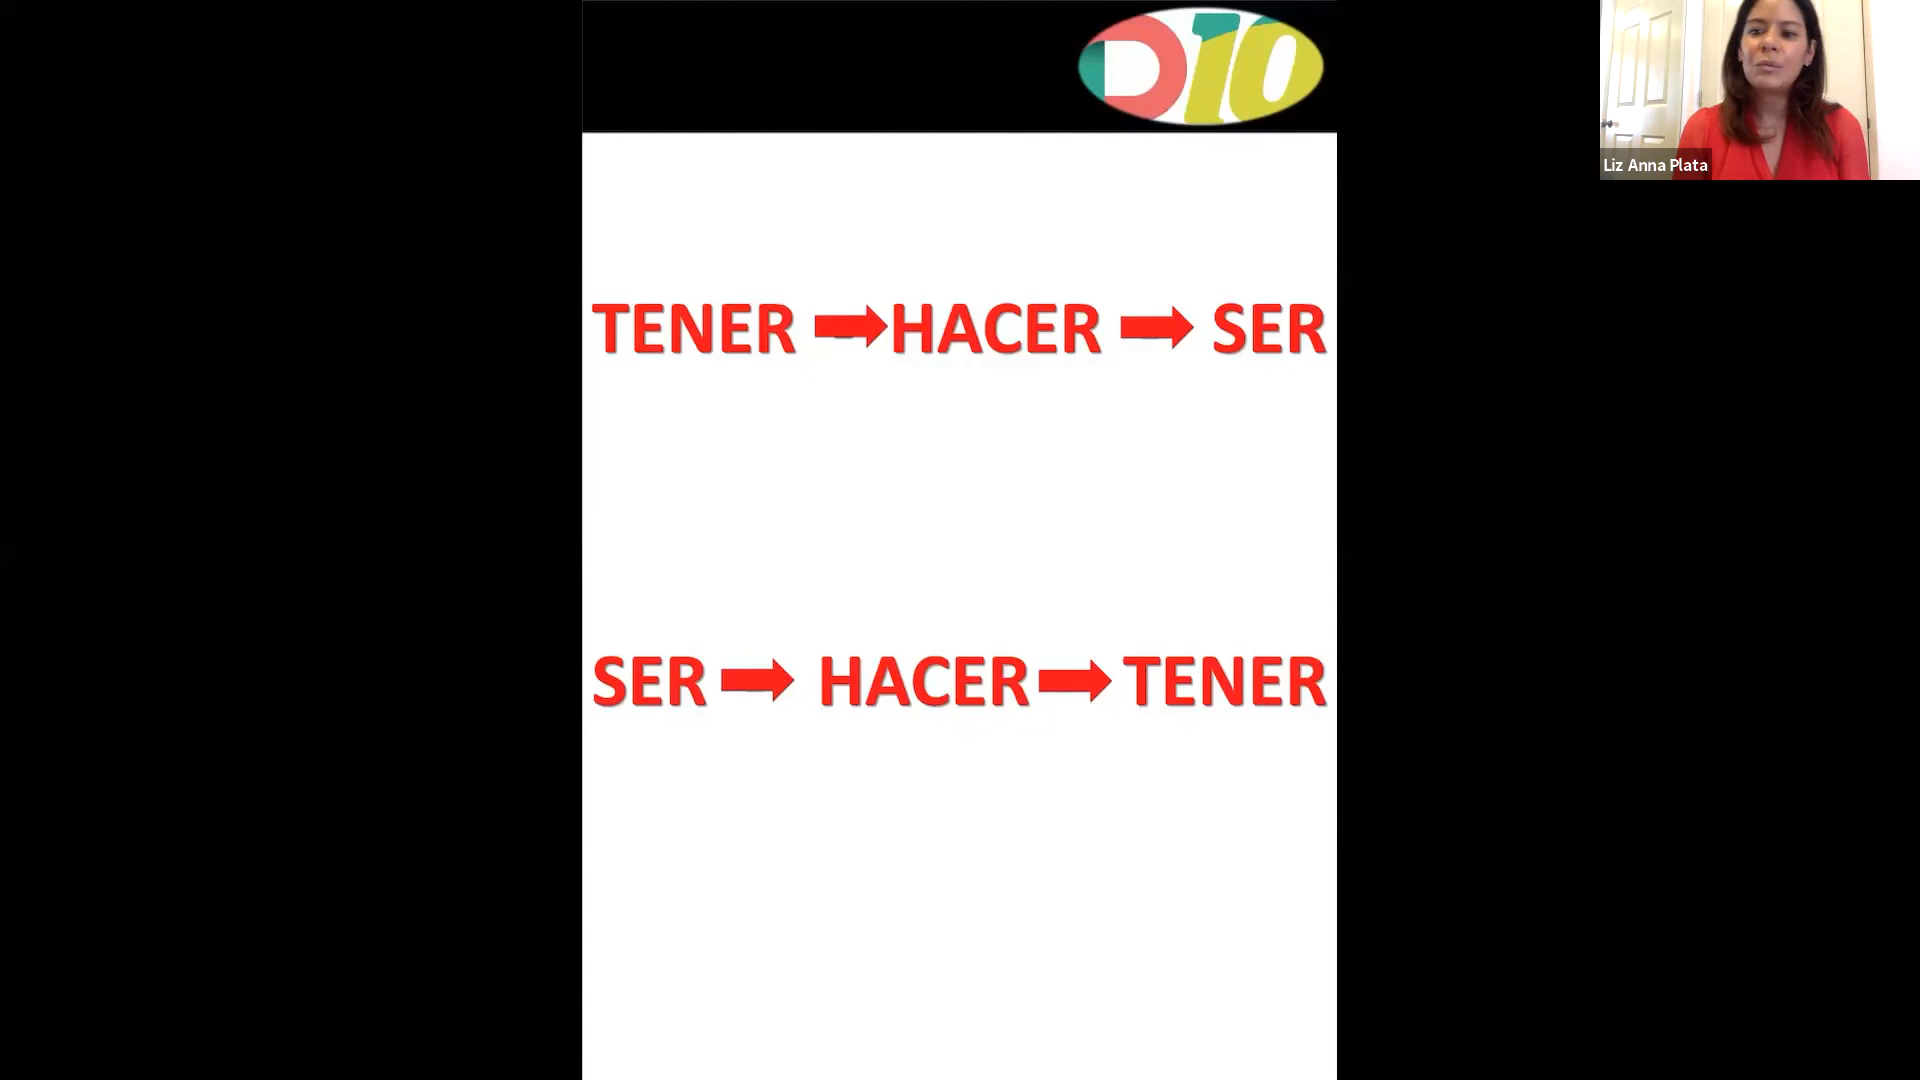 D10
Liz Anna Plata
TENER ➡ HACER ➡ SER
SER ➡ HACER ➡ TENER